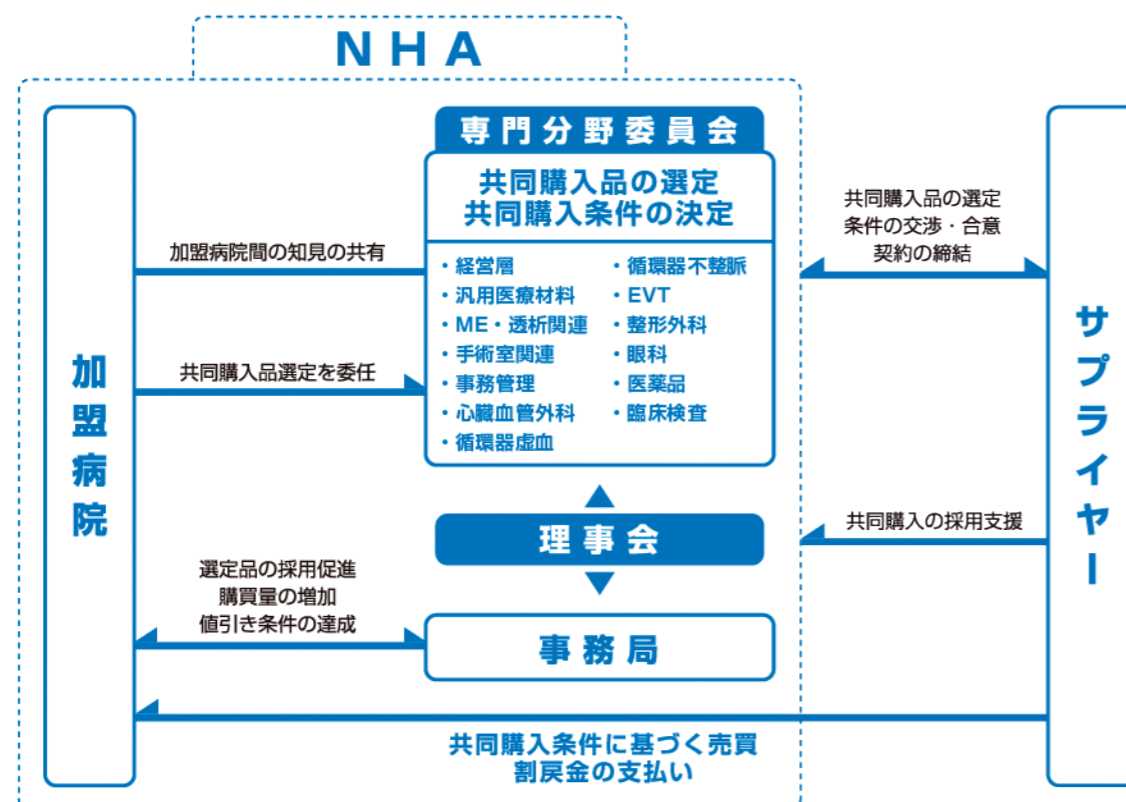 NHA
加盟病院
専門分野委員会
共同購入品の選定
共同購入条件の決定
・経営層
・汎用医療材料
・ME・透析関連
・手術室関連
・事務管理
・心臓血管外科
・循環器虚血
・循環器不整脈
・EVT
・整形外科
・眼科
・医薬品
・臨床検査
加盟病院間の知見の共有
共同購入品選定を委任
理事会
選定品の採用促進
購買量の増加
値引き条件の達成
事務局
共同購入品の選定
条件の交渉・合意
契約の締結
共同購入の採用支援
サプライヤー
共同購入条件に基づく売買
割戻金の支払い